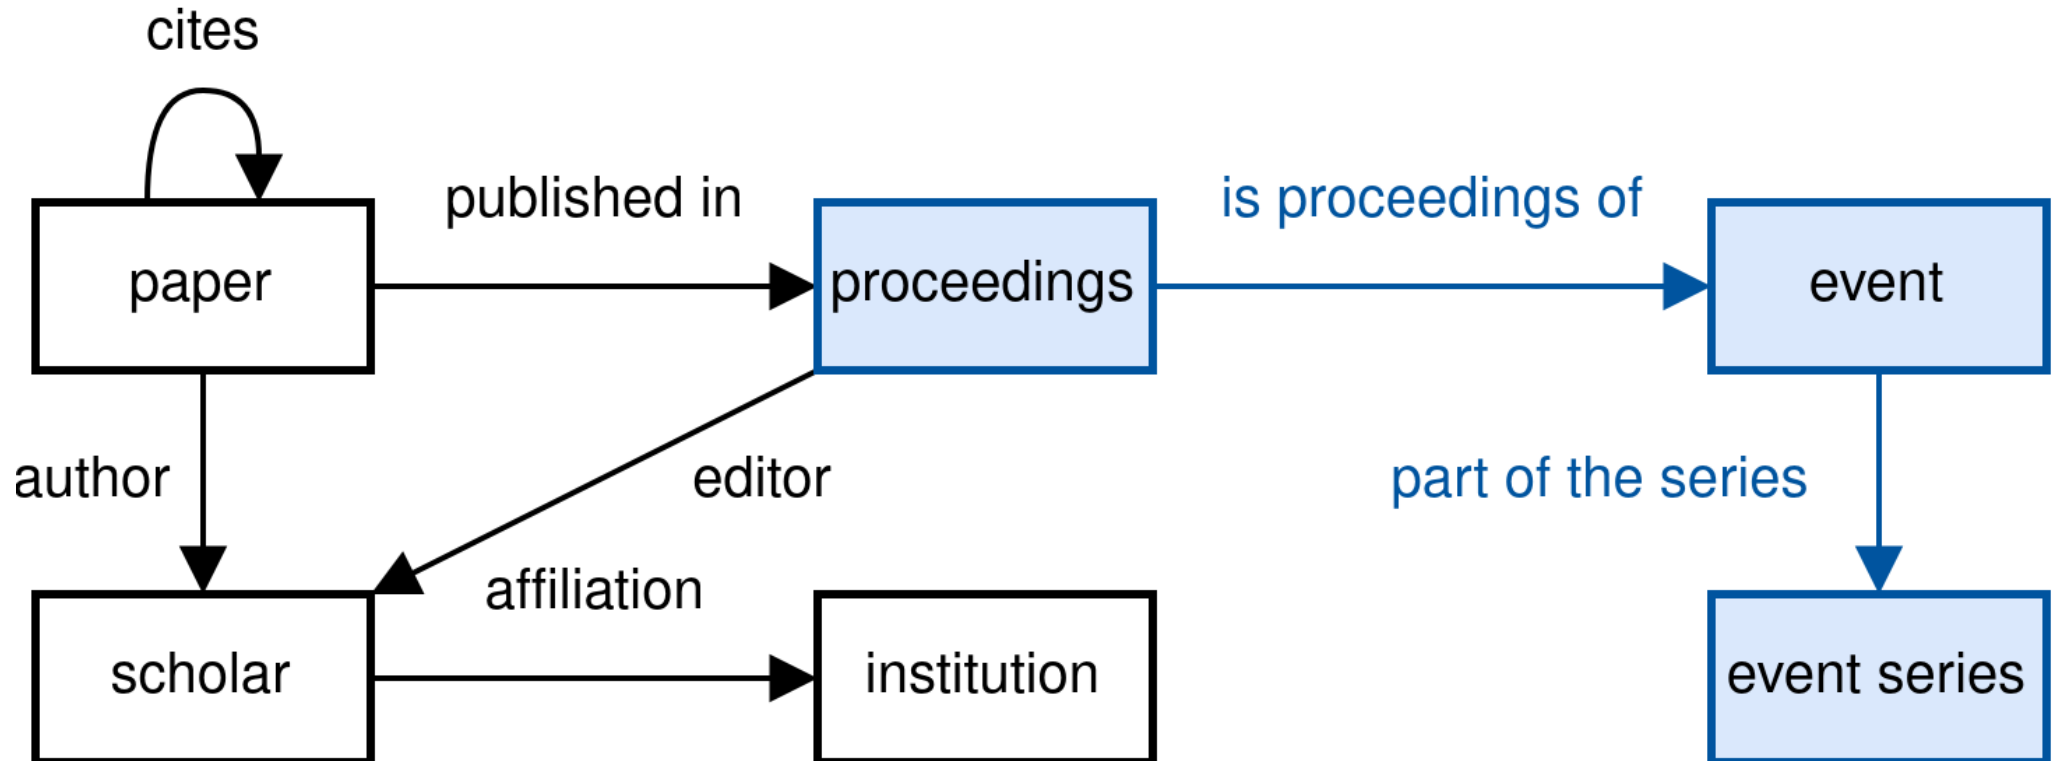 cites
published in
is proceedings of
paper
proceedings
event
author
editor
part of the series
affiliation
scholar
institution
event series